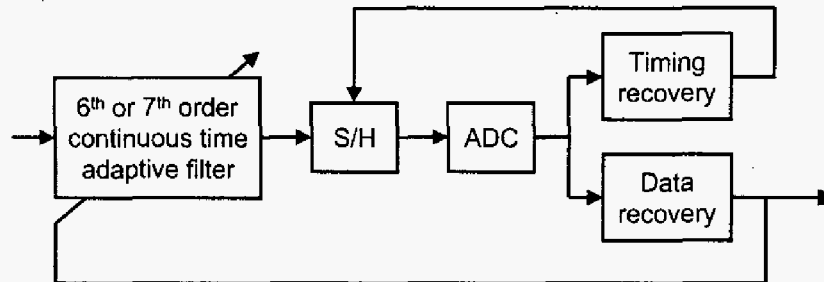 6th or 7th order
continuous time
adaptive filter
S/H
ADC
Timing
recovery
Data
recovery